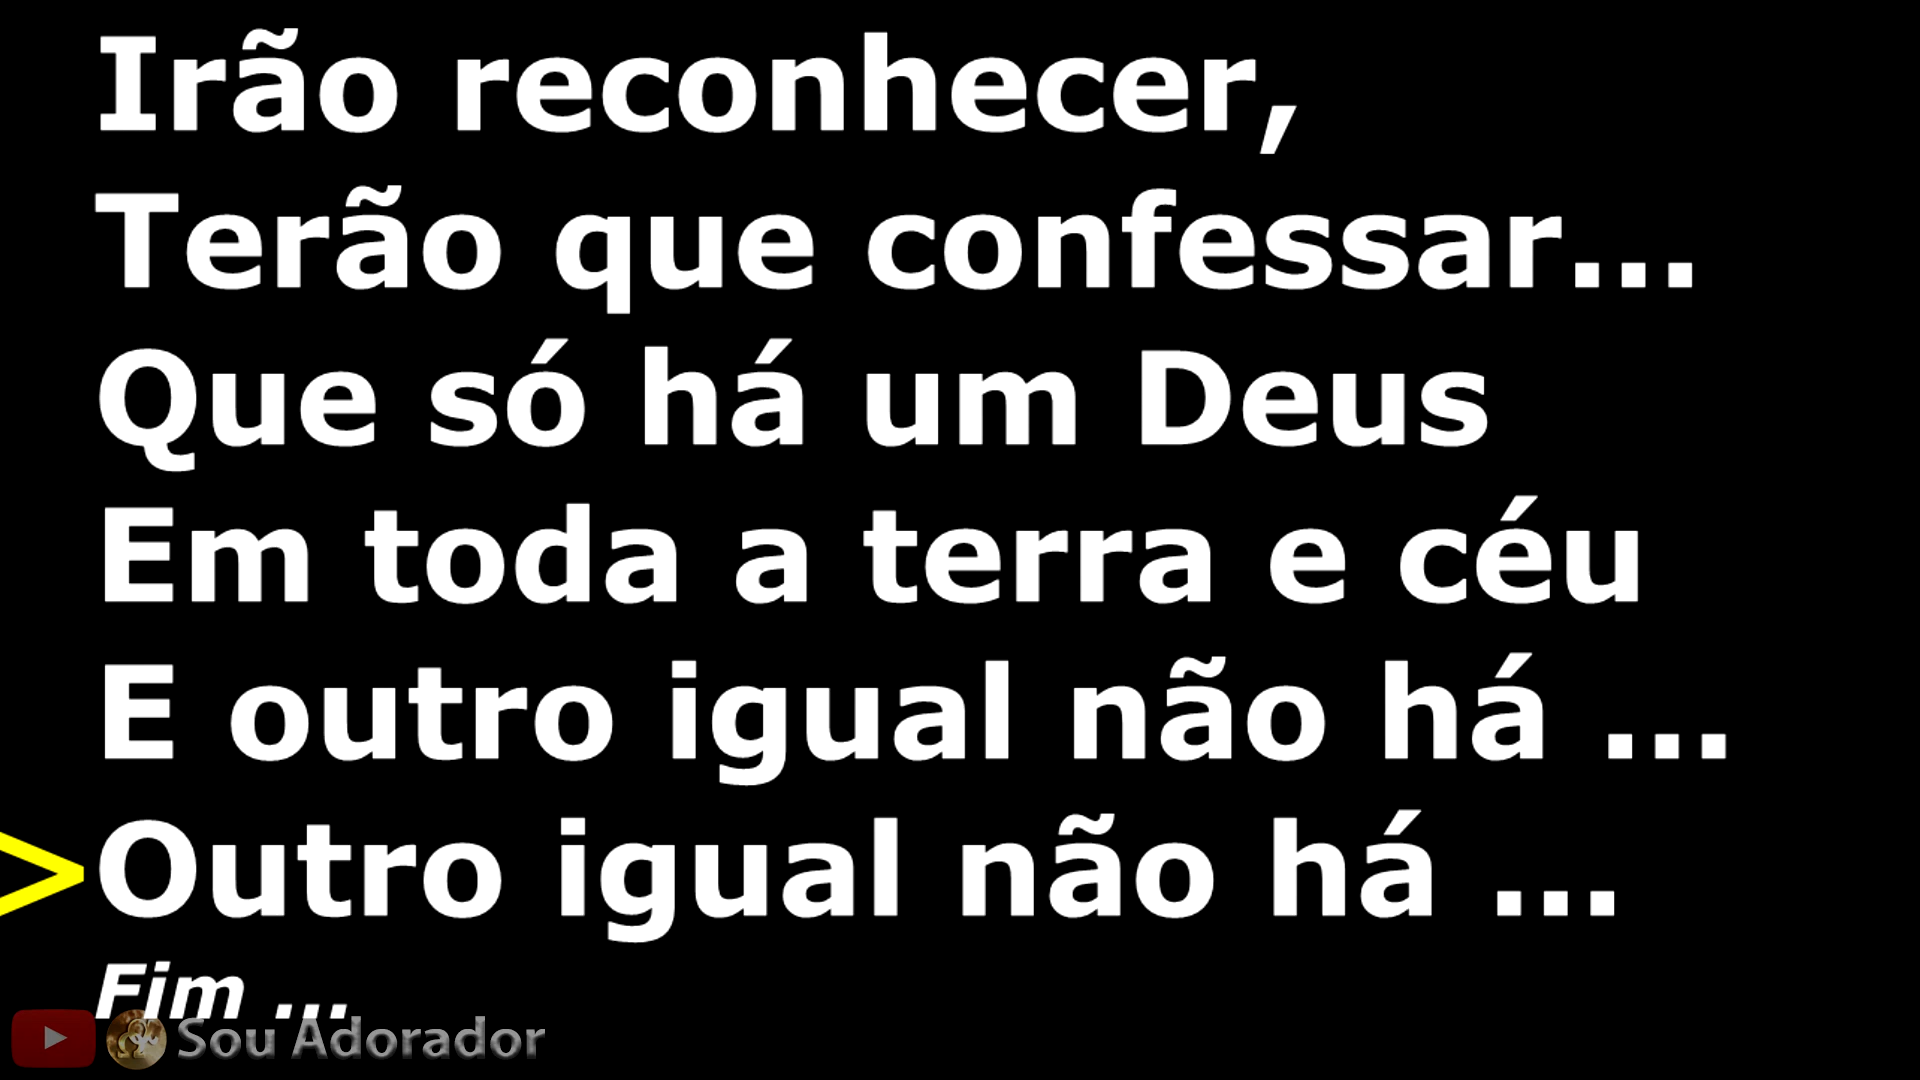 Irão reconhecer,
Terão que confessar...
Que só há um Deus
Em toda a terra e céu
E outro igual não há ...
>Outro igual não há ...
Fim ...
Sou Adorador